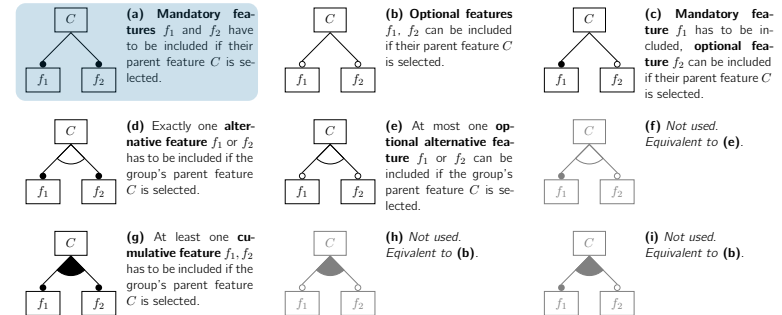 C
f1
f2
(a) Mandatory fea-
tures f1 and f2 have
to be included if their
parent feature C is se-
lected.
C
f1
f2
(b) Optional features
f1, f2 can be included
if their parent feature C
is selected.
C
f1
f2
(c) Mandatory
feature f1 has to be in-
cluded, optional fea-
ture f2 can be included
if their parent feature C
is selected.
C
f1
f2
(d) Exactly one alter-
native feature f1 or f2
has to be included if the
group's parent feature
C is selected.
C
f1
f2
(e) At most one op-
tional alternative fea-
ture f1 or f2 can be
included if the group's
parent feature C is se-
lected.
C
f1
f2
(f) Not used.
Equivalent to (e).
C
f1
f2
(g) At least one cu-
mulative feature f1, f2
has to be included if the
group's parent feature
C is selected.
C
f1
f2
(h) Not used.
Eqivalent to (b).
C
f1
f2
(i) Not used.
Equivalent to (b).